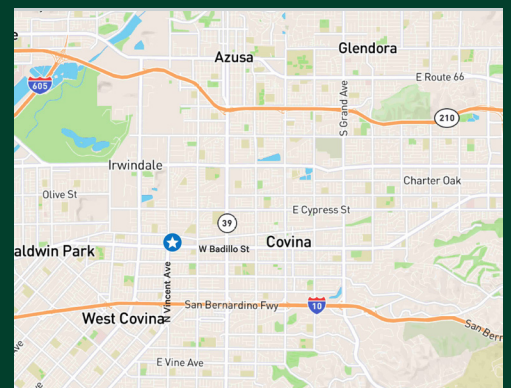 Azusa
Glendora
605
E Route 66
S Grand Ave
210
Irwindale
Charter Oak
Olive St
E Cypress St
39
Covina
W Badillo St
aldwin Park
N Vincent Ave
San Bernardino Fwy
10
West Covina
San Bern
E Vine Ave